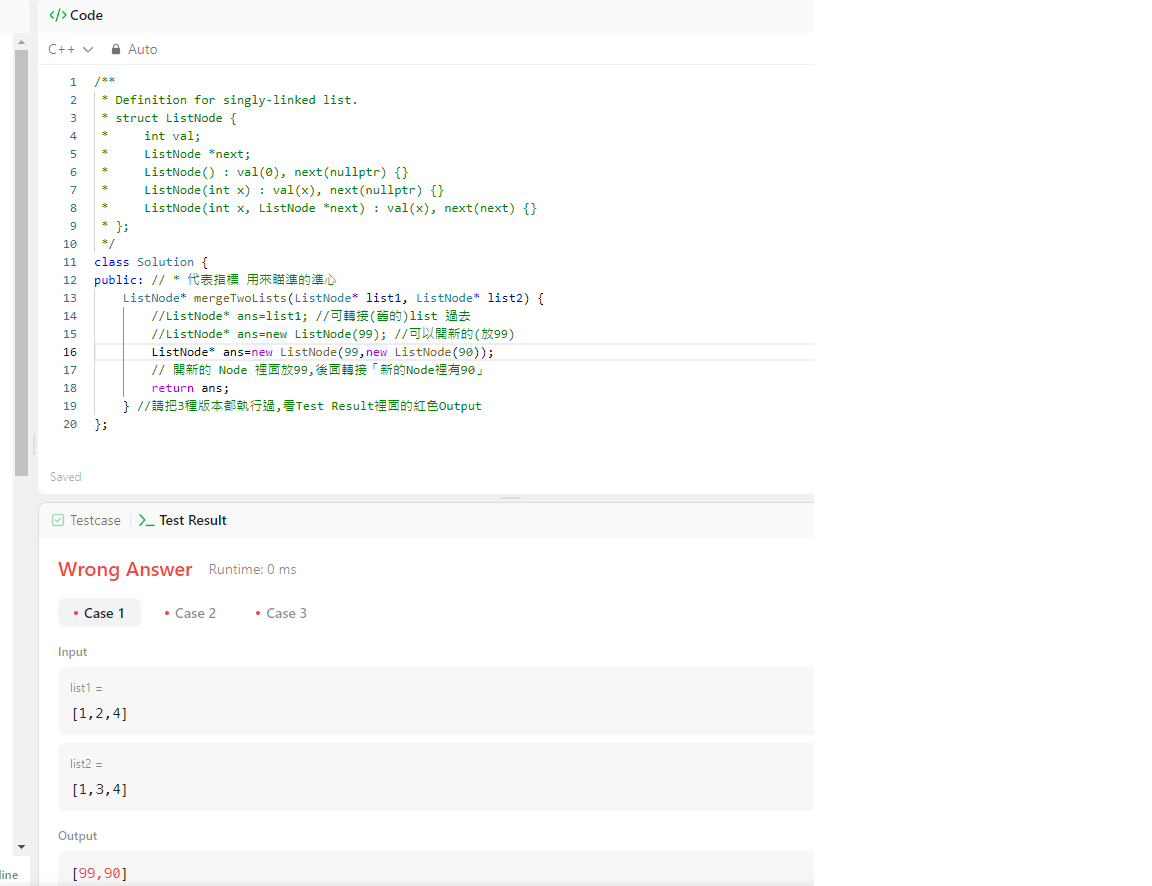 </> Code
C++ Auto
1 /**
2 * Definition for singly-linked list.
3 * struct ListNode {
4 * int val;
5 * ListNode *next;
6 * ListNode() : val(0), next(nullptr) {}
7 * ListNode(int x) : val(x), next(nullptr) {}
8 * ListNode(int x, ListNode *next) : val(x), next(next) {}
9 * };
10 */
11 class Solution {
12 public: // * 代表指標 用來瞄準的準心
13 ListNode* mergeTwoLists(ListNode* list1, ListNode* list2) {
14 //ListNode* ans=list1; //可轉接(舊的)list 過去
15 //ListNode* ans=new ListNode(99); //可以開新的(放99)
16 ListNode* ans=new ListNode(99,new ListNode(90));
17 // 開新的 Node 裡面放99,後面轉接「新的Node裡有90」
18 return ans;
19 } //請把3種版本都執行過,看Test Result裡面的紅色Output
20 };
Saved
Testcase >_ Test Result
Wrong Answer Runtime: 0 ms
• Case 1 • Case 2 • Case 3
Input
list1 =
[1,2,4]
list2 =
[1,3,4]
Output
line
[99,90]